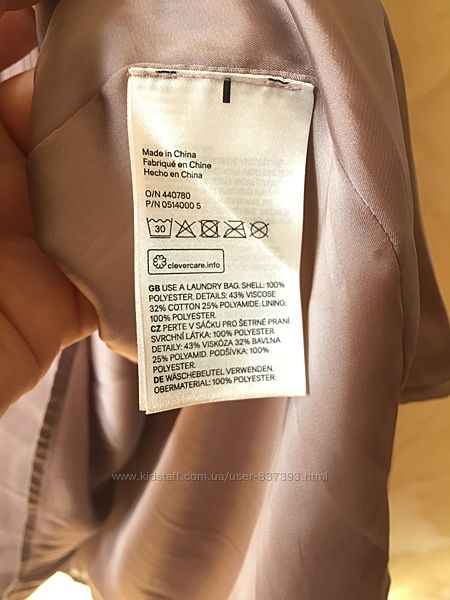 Made in China
Fabriqué en Chine
Hecho en China
O/N 440780
P/N 0514000 5
30
clevercare.info
GB USE A LAUNDRY BAG. SHELL: 100%
POLYESTER. DETAILS: 43% VISCOSE
32% COTTON 25% POLYAMIDE. LINING:
100% POLYESTER.
CZ PERTE V SÁČKU PRO ŠETRNÉ PRANÍ.
SVRCHNÍ LÁTKA: 100% POLYESTER.
DETAILY: 43% VISKÓZA 32% BAVLNA
25% POLYAMID. PODŠÍVKA: 100%
POLYESTER.
DE WÄSCHEBEUTEL VERWENDEN.
OBERMATERIAL: 100% POLYESTER.
www.kidstaff.com.ua/user-887393.html